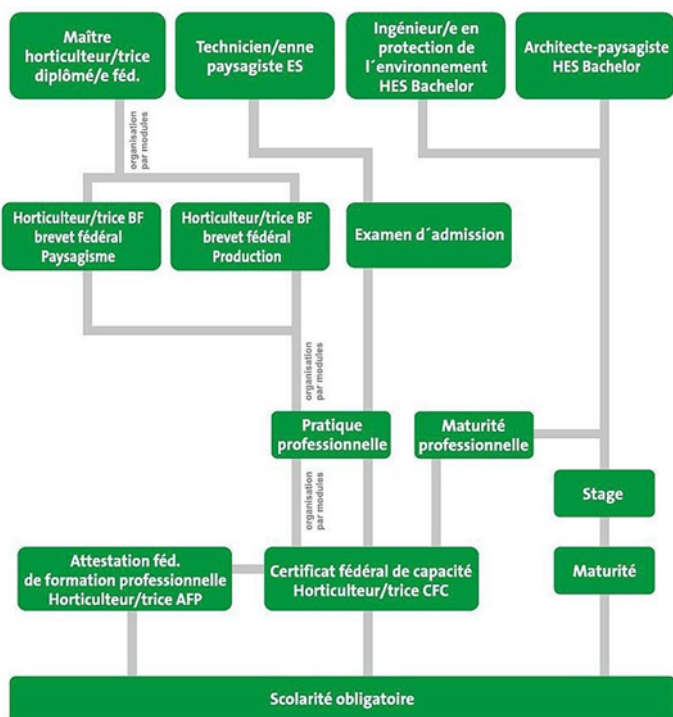 Maître
horticulteur/trice
diplômé/e féd.
Technicien/enne
paysagiste ES
Ingénieur/e en
protection de
l´environnement
HES Bachelor
Architecte-paysagiste
HES Bachelor
organisation
par modules
Horticulteur/trice BF
brevet fédéral
Paysagisme
Horticulteur/trice BF
brevet fédéral
Production
Examen d´admission
organisation
par modules
Pratique
professionnelle
Maturité
professionnelle
organisation
par modules
Stage
Attestation féd.
de formation professionnelle
Horticulteur/trice AFP
Certificat fédéral de capacité
Horticulteur/trice CFC
Maturité
Scolarité obligatoire